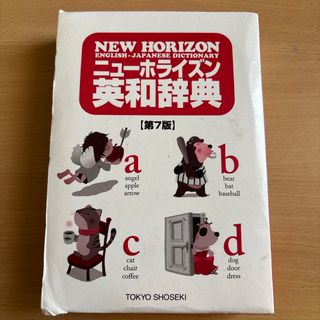 NEW HORIZON
ENGLISH-JAPANESE DICTIONARY
ニューホライズン
英和辞典
【第7版】
a
angel
apple
arrow
b
bear
bat
baseball
c
cat
chair
coffee
d
dog
door
dress
TOKYO SHOSEKI